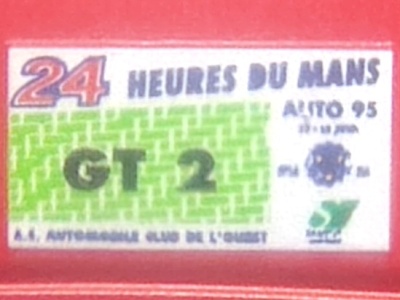 24 HEURES DU MANS
AUTO 95
GT 2
A.S. AUTOMOBILE CLUB DE L'OUEST